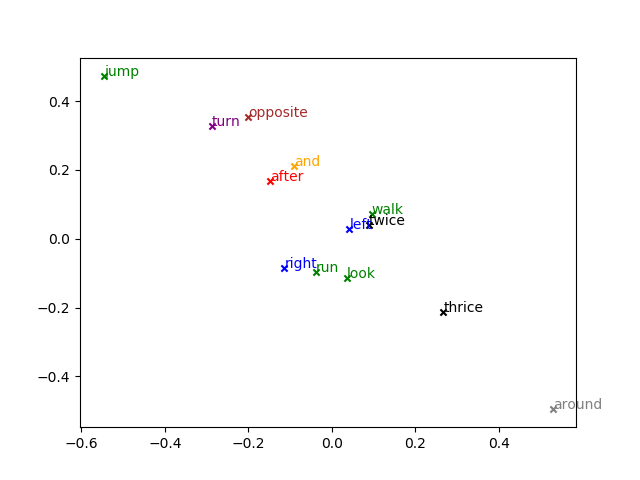 jump
opposite
turn
and
after
walk
twice
left
right
run
look
thrice
around
0.4
0.2
0.0
−0.2
−0.4
−0.6 −0.4 −0.2 0.0 0.2 0.4